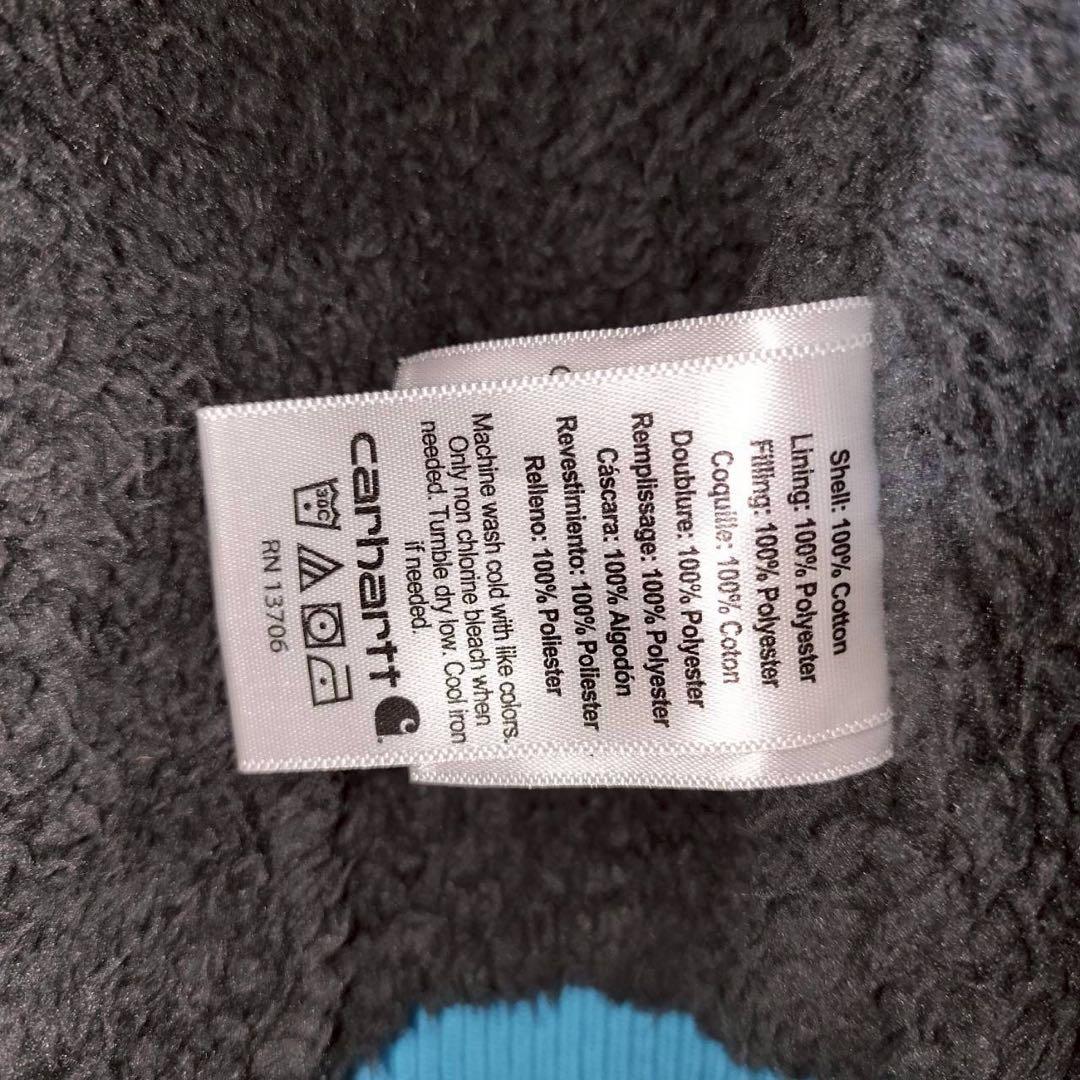 Shell: 100% Cotton
Lining: 100% Polyester
Filling: 100% Polyester
Coquille: 100% Coton
Doublure: 100% Polyester
Remplissage: 100% Polyester
Cáscara: 100% Algodón
Revestimiento: 100% Poliester
Relleno: 100% Poliester
Machine wash cold with like colors.
Only non chlorine bleach when
needed. Tumble dry low. Cool iron
if needed.
carhartt
30C
RN 13706